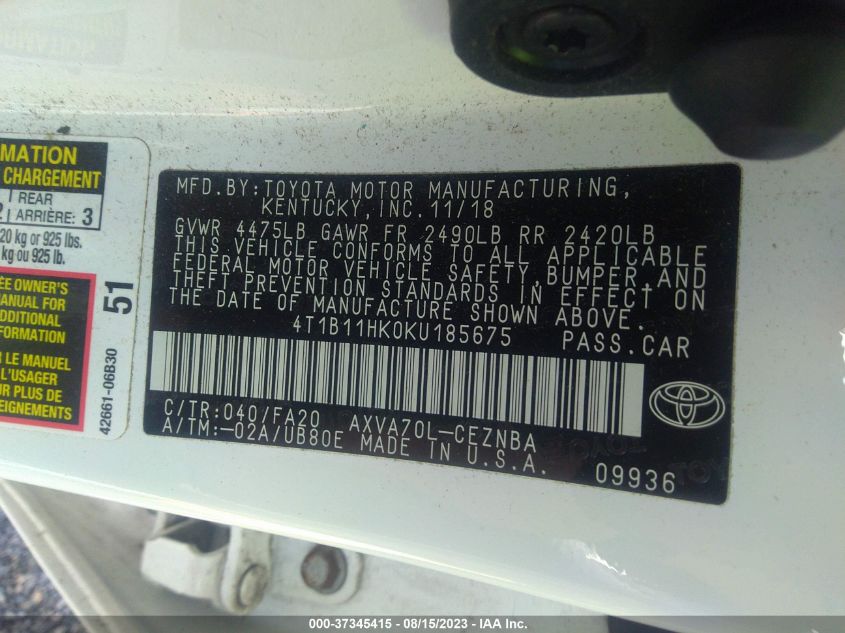 MFD.BY:TOYOTA MOTOR MANUFACTURING,
KENTUCKY,INC.11/18
GVWR 4475LB GAWR FR 2490LB RR 2420LB
THIS VEHICLE CONFORMS TO ALL APPLICABLE
FEDERAL MOTOR VEHICLE SAFETY,BUMPER,AND
THEFT PREVENTION STANDARDS IN EFFECT ON
THE DATE OF MANUFACTURE SHOWN ABOVE.
4T1B11HK0KU185675 PASS.CAR
C/TR:040/FA20 AXVA70L-CEZNBA
A/TM:-02A/UB80E MADE IN U.S.A.
09936
MATION
CHARGEMENT
REAR
ARRIÈRE: 3
20 kg or 925 lbs.
kg ou 925 lb.
EE OWNER'S
MANUAL FOR
ADDITIONAL
FORMATION
R LE MANUEL
L'USAGER
UR PLUS DE
EIGNEMENTS
51
42661-06B30
000-37345415 - 08/15/2023 - IAA Inc.